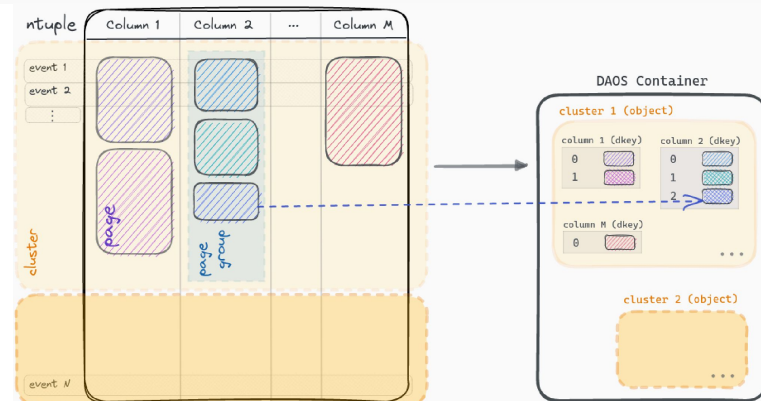 ntuple
Column 1
Column 2
...
Column M
event 1
event 2
⋮
page
page group
cluster
event N
DAOS Container
cluster 1 (object)
column 1 (dkey)
0
1
column 2 (dkey)
0
1
2
column M (dkey)
0
...
cluster 2 (object)
...